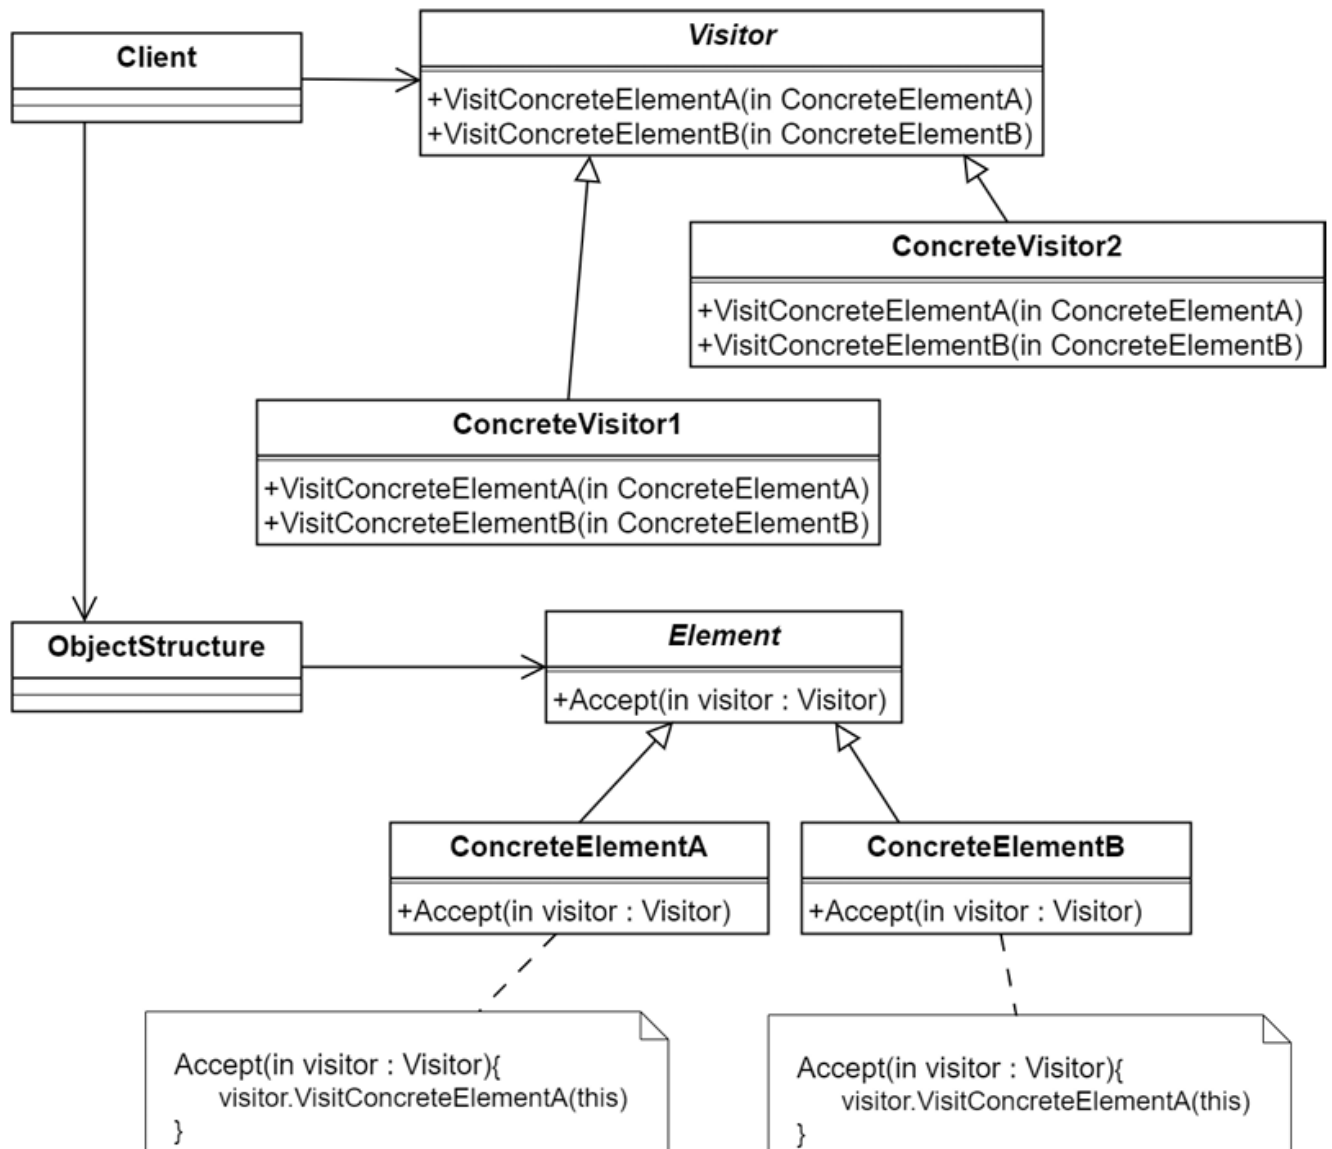 Client
Visitor
+VisitConcreteElementA(in ConcreteElementA)
+VisitConcreteElementB(in ConcreteElementB)
ConcreteVisitor2
+VisitConcreteElementA(in ConcreteElementA)
+VisitConcreteElementB(in ConcreteElementB)
ConcreteVisitor1
+VisitConcreteElementA(in ConcreteElementA)
+VisitConcreteElementB(in ConcreteElementB)
ObjectStructure
Element
+Accept(in visitor : Visitor)
ConcreteElementA
+Accept(in visitor : Visitor)
ConcreteElementB
+Accept(in visitor : Visitor)
Accept(in visitor : Visitor){
visitor.VisitConcreteElementA(this)
}
Accept(in visitor : Visitor){
visitor.VisitConcreteElementA(this)
}